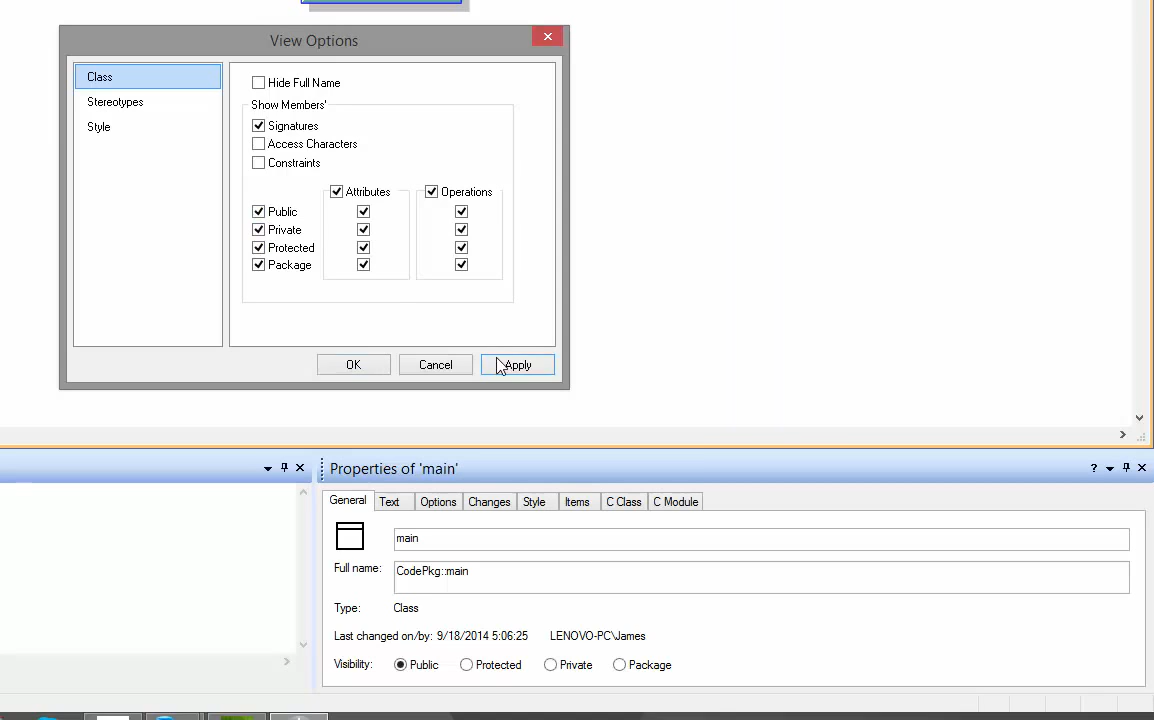 View Options
Class
Stereotypes
Style
Hide Full Name
Show Members'
Signatures
Access Characters
Constraints
Attributes Operations
Public
Private
Protected
Package
OK Cancel Apply
Properties of 'main' ?
General Text Options Changes Style Items C Class C Module
main
Full name: CodePkg::main
Type: Class
Last changed on/by: 9/18/2014 5:06:25 LENOVO-PC\James
Visibility: Public Protected Private Package